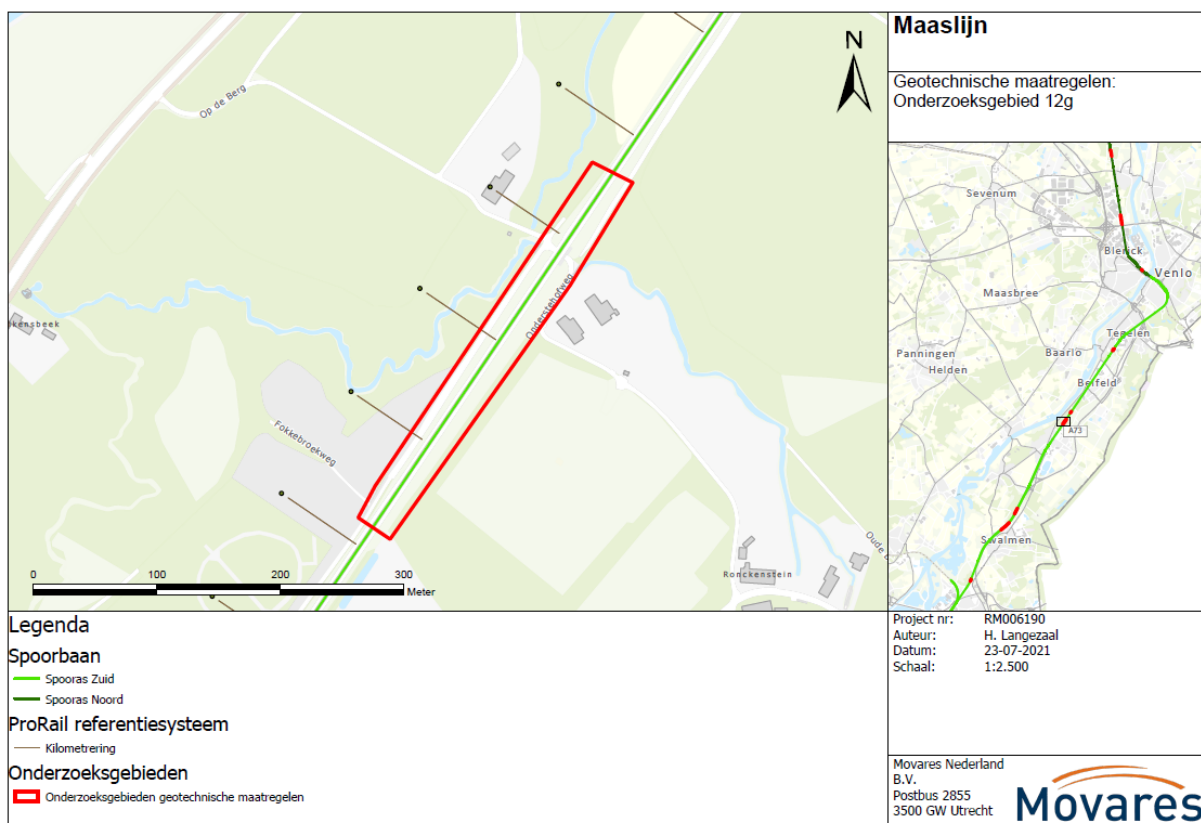 Maaslijn
Geotechnische maatregelen:
Onderzoeksgebied 12g
N
Op de Berg
Onderstehofweg
Fokkebroekweg
Ronckenstein
0
100
200
300
Meter
Sevenum
Blerick
Venlo
Maasbree
Tegelen
Baarlo
Panningen
Helden
Belfeld
A73
Swalmen
Legenda
Spoorbaan
Spooras Zuid
Spooras Noord
ProRail referentiesysteem
Kilometrering
Onderzoeksgebieden
Onderzoeksgebieden geotechnische maatregelen
Project nr: RM006190
Auteur: H. Langezaal
Datum: 23-07-2021
Schaal: 1:2.500
Movares Nederland
B.V.
Postbus 2855
3500 GW Utrecht
Movares